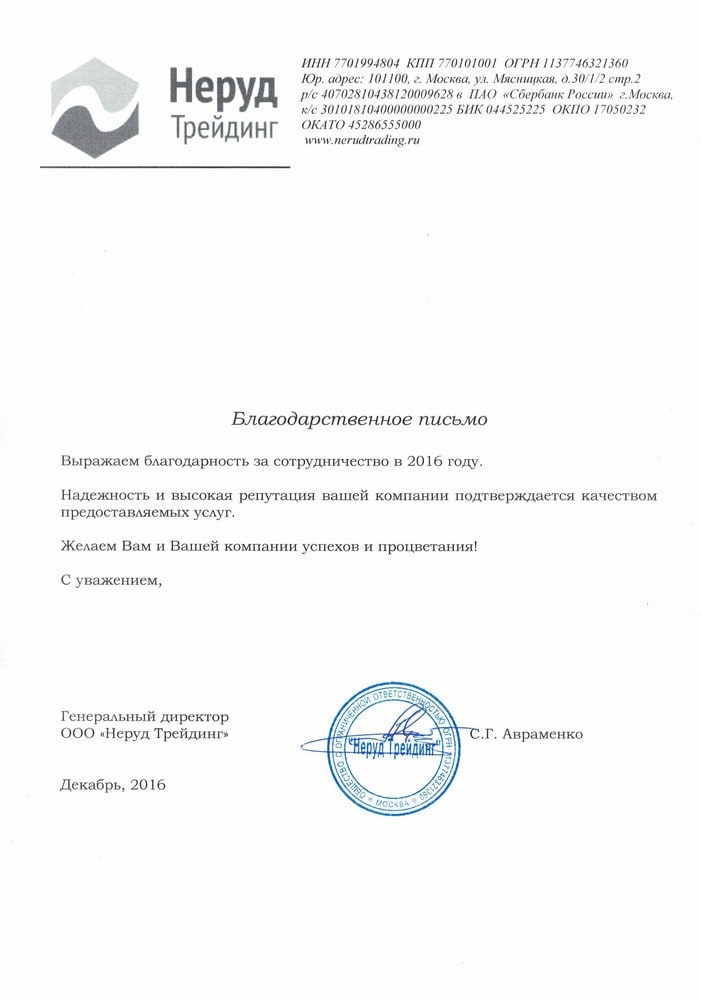 Неруд
Трейдинг
ИНН 7701994804 КПП 770101001 ОГРН 1137746321360
Юр. адрес: 101100, г. Москва, ул. Мясницкая, д.30/1/2 стр.2
р/с 40702810438120009628 в ПАО «Сбербанк России» г.Москва,
к/с 30101810400000000225 БИК 044525225 ОКПО 17050232
ОКАТО 45286555000
www.nerudtrading.ru
Благодарственное письмо
Выражаем благодарность за сотрудничество в 2016 году.
Надежность и высокая репутация вашей компании подтверждается качеством
предоставляемых услуг.
Желаем Вам и Вашей компании успехов и процветания!
С уважением,
Генеральный директор
ООО «Неруд Трейдинг»
ОБЩЕСТВО С ОГРАНИЧЕННОЙ ОТВЕТСТВЕННОСТЬЮ ОГРН 1137746321360
"Неруд Трейдинг"
* МОСКВА *
С.Г. Авраменко
Декабрь, 2016